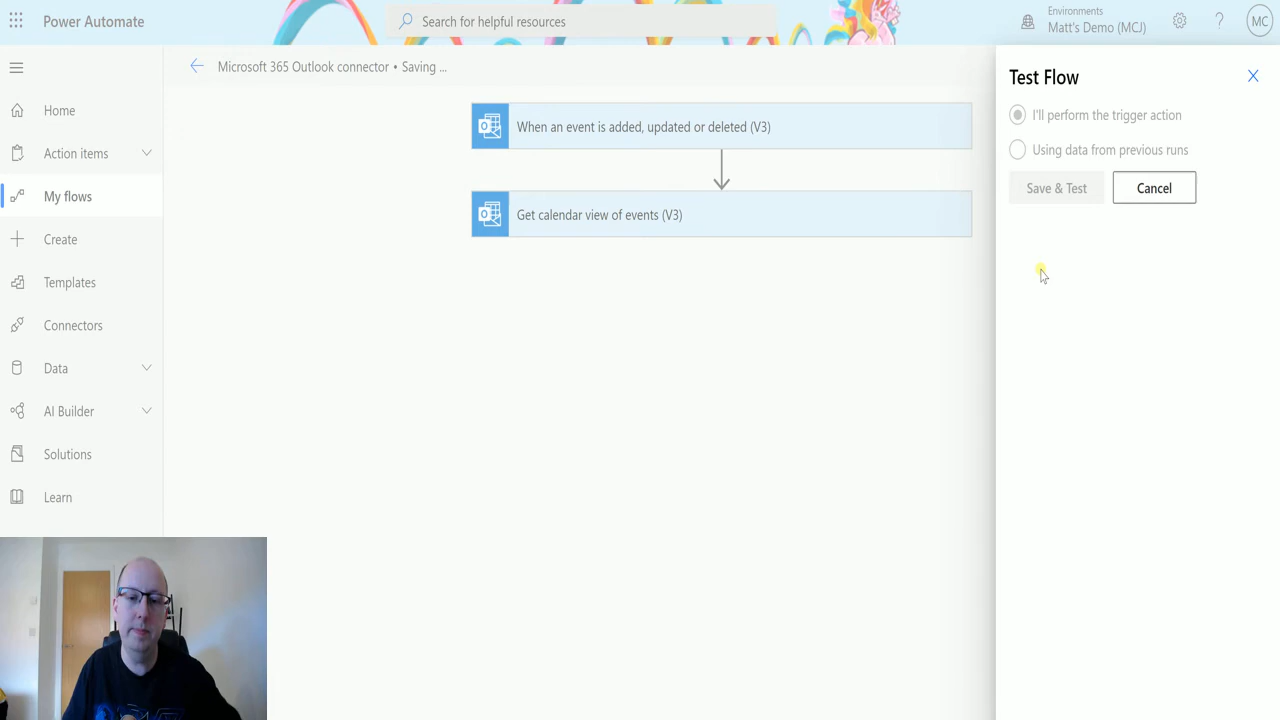 Power Automate
Search for helpful resources
Environments
Matt's Demo (MCJ)
MC
Microsoft 365 Outlook connector • Saving ...
Home
Action items
My flows
Create
Templates
Connectors
Data
AI Builder
Solutions
Learn
When an event is added, updated or deleted (V3)
Get calendar view of events (V3)
Test Flow
I'll perform the trigger action
Using data from previous runs
Save & Test
Cancel